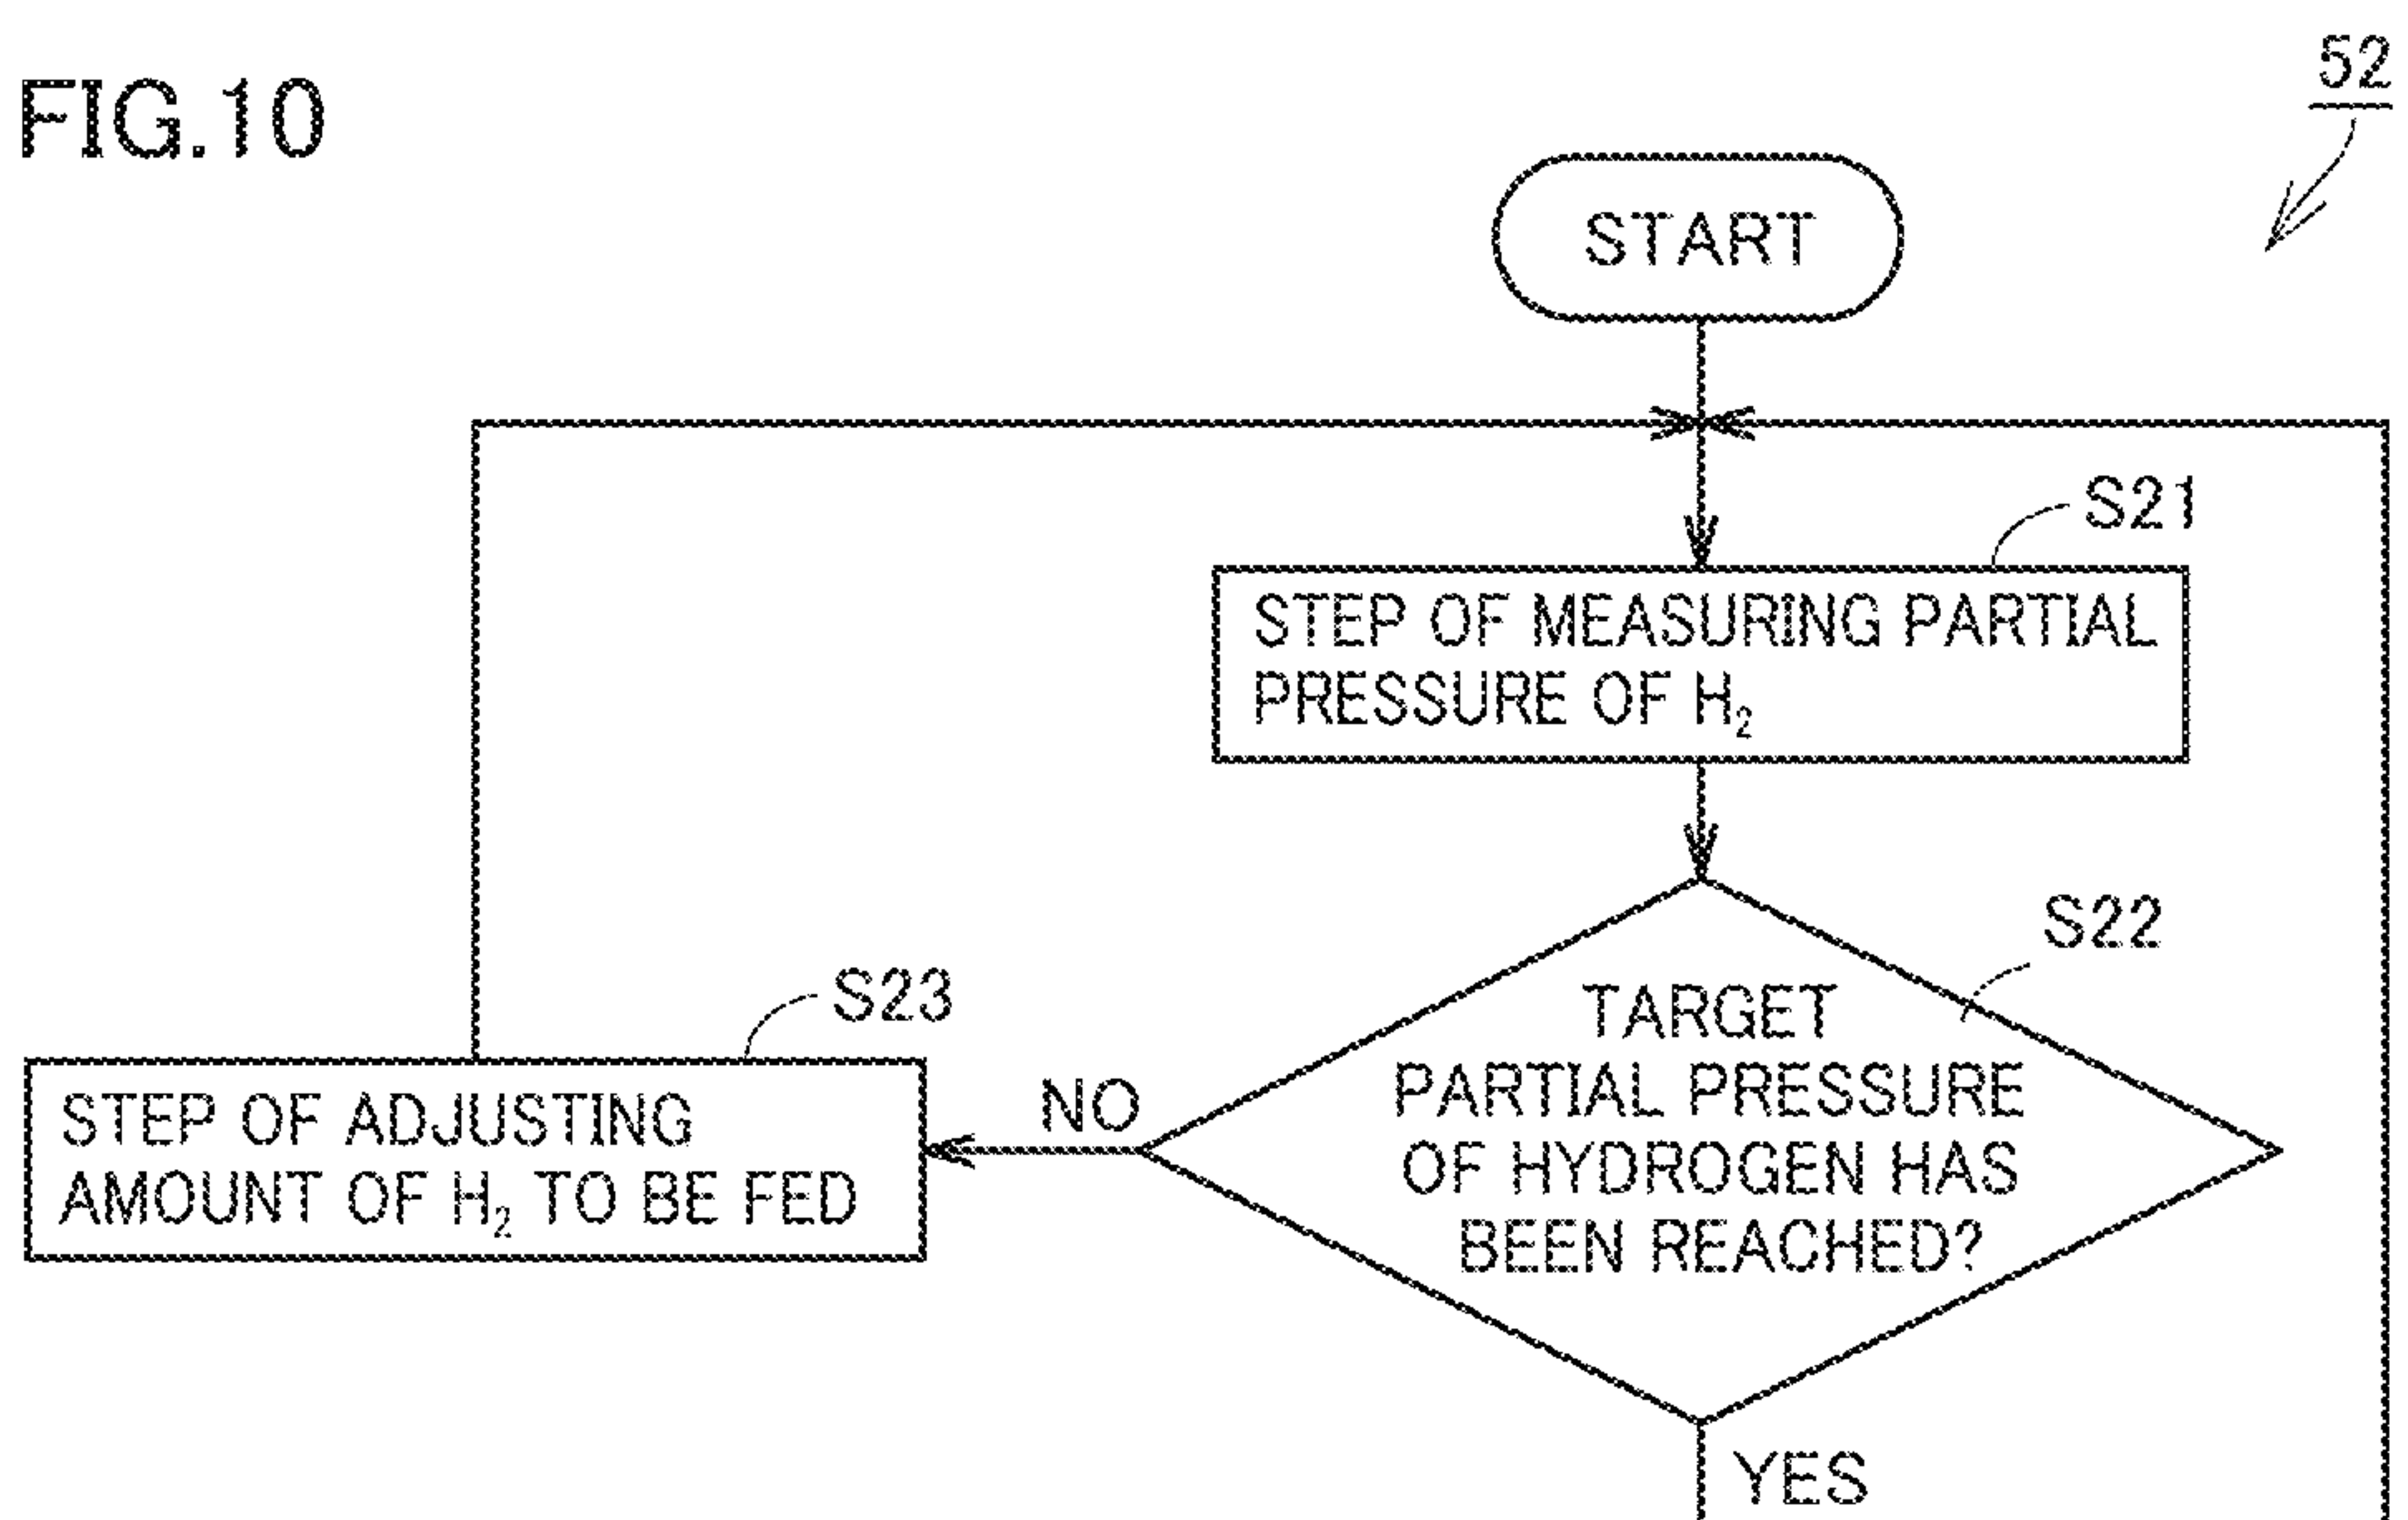 FIG.10
52
START
S21
STEP OF MEASURING PARTIAL
PRESSURE OF H₂
S22
TARGET
PARTIAL PRESSURE
OF HYDROGEN HAS
BEEN REACHED?
NO
S23
STEP OF ADJUSTING
AMOUNT OF H₂ TO BE FED
YES